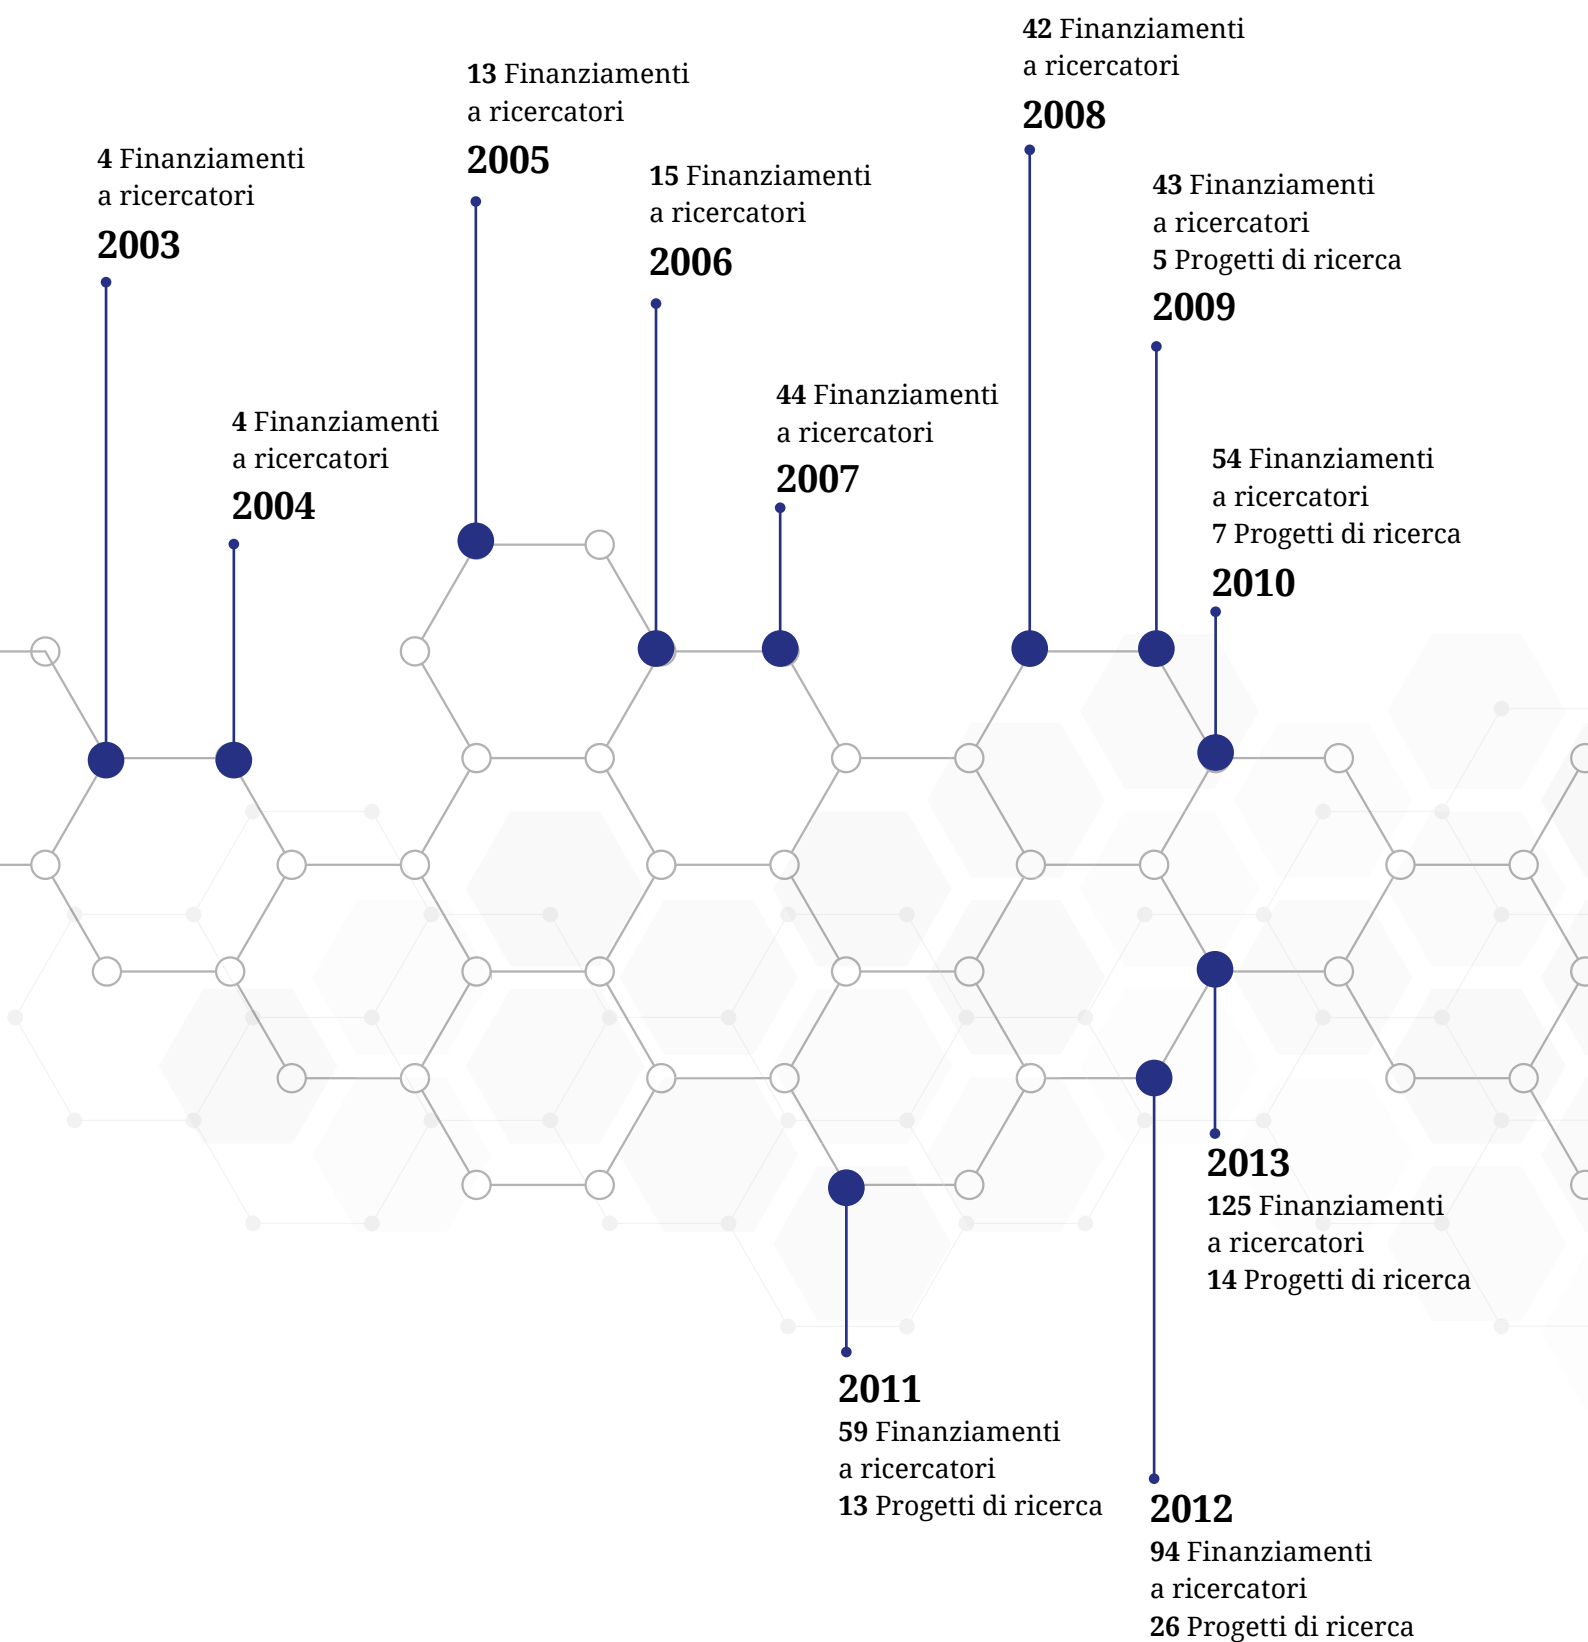 4 Finanziamenti
a ricercatori
2003
4 Finanziamenti
a ricercatori
2004
13 Finanziamenti
a ricercatori
2005
15 Finanziamenti
a ricercatori
2006
44 Finanziamenti
a ricercatori
2007
42 Finanziamenti
a ricercatori
2008
43 Finanziamenti
a ricercatori
5 Progetti di ricerca
2009
54 Finanziamenti
a ricercatori
7 Progetti di ricerca
2010
2011
59 Finanziamenti
a ricercatori
13 Progetti di ricerca
2012
94 Finanziamenti
a ricercatori
26 Progetti di ricerca
2013
125 Finanziamenti
a ricercatori
14 Progetti di ricerca